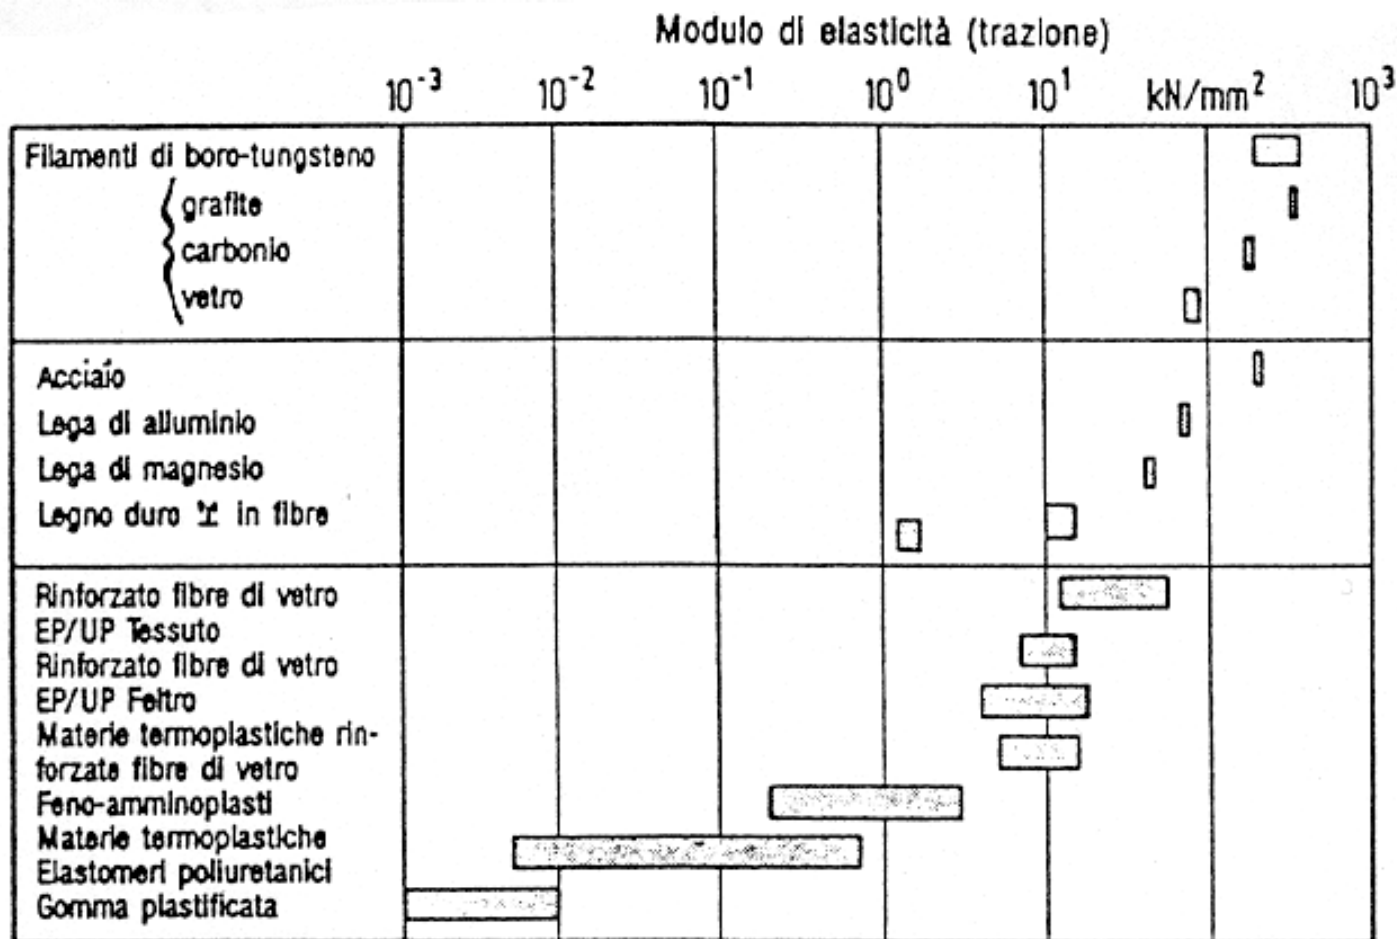 Modulo di elasticità (trazione)
10⁻³ 10⁻² 10⁻¹ 10⁰ 10¹ kN/mm² 10³
Filamenti di boro-tungsteno
grafite
carbonio
vetro
Acciaio
Lega di alluminio
Lega di magnesio
Legno duro in fibre
Rinforzato fibre di vetro
EP/UP Tessuto
Rinforzato fibre di vetro
EP/UP Feltro
Materie termoplastiche rin-
forzate fibre di vetro
Feno-amminoplasti
Materie termoplastiche
Elastomeri poliuretanici
Gomma plastificata